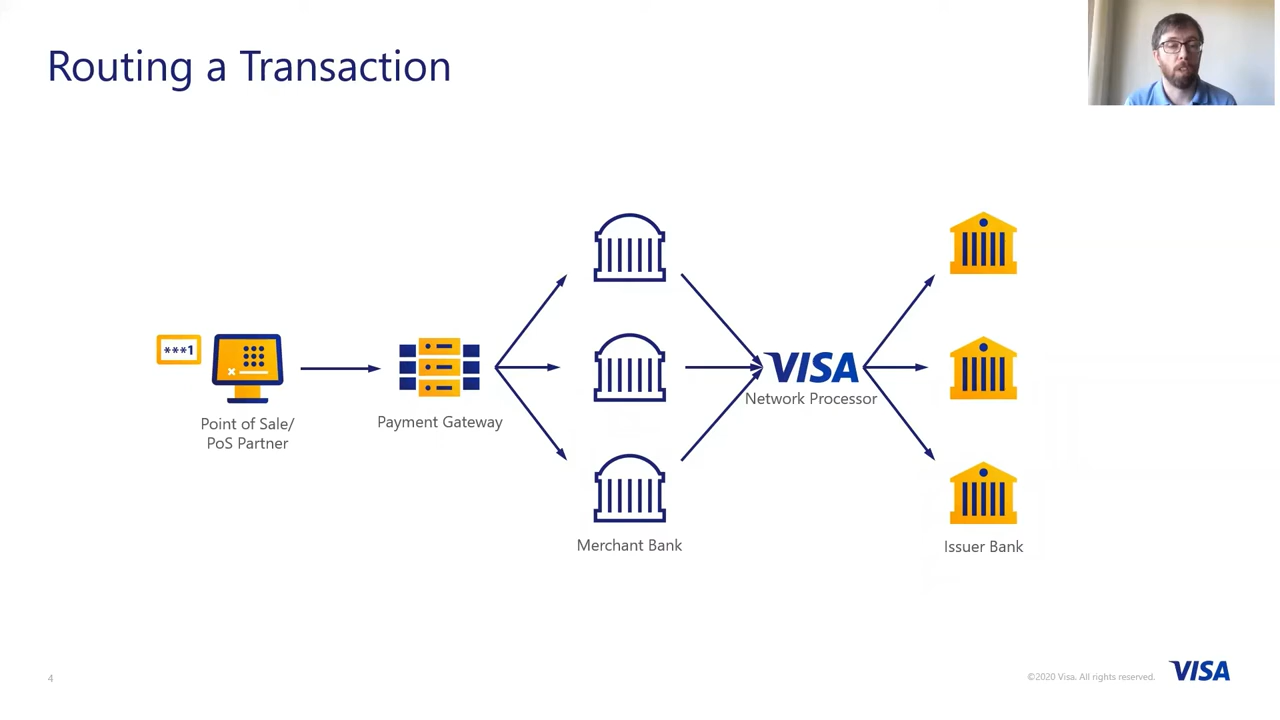 Routing a Transaction
***1
Point of Sale/
PoS Partner
Payment Gateway
Merchant Bank
VISA
Network Processor
Issuer Bank
4
©2020 Visa. All rights reserved.
VISA